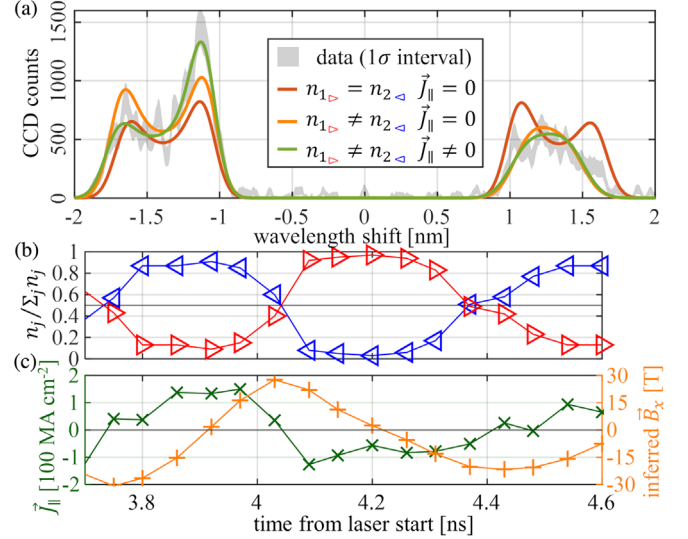 (a)
1500
1000
500
0
CCD counts
data (1σ interval)
n₁▷ = n₂◁ J⃗∥ = 0
n₁▷ ≠ n₂◁ J⃗∥ = 0
n₁▷ ≠ n₂◁ J⃗∥ ≠ 0
-2 -1.5 -1 -0.5 0 0.5 1 1.5 2
wavelength shift [nm]
(b)
1
0.8
0.6
0.4
0.2
0
nⱼ/Σⱼnⱼ
(c)
2
1
0
-1
-2
J⃗∥ [100 MA cm⁻²]
30
15
0
-15
-30
inferred B⃗ₓ [T]
3.8 4 4.2 4.4 4.6
time from laser start [ns]